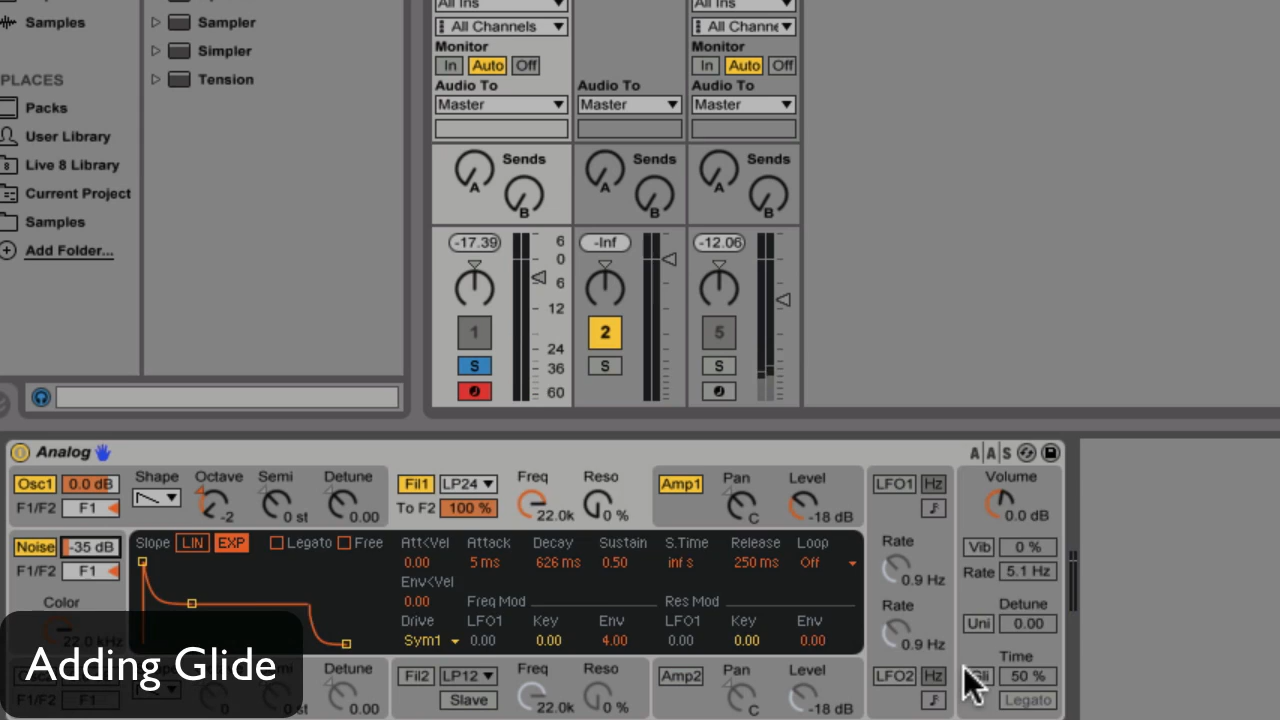 Samples
PLACES
Packs
User Library
Live 8 Library
Current Project
Samples
Add Folder...
Sampler
Simpler
Tension
All Ins
All Channels
Monitor
In Auto Off
Audio To
Master
Audio To
Master
All Ins
All Channe
Monitor
In Auto Off
Audio To
Master
Sends
A
B
Sends
A
B
Sends
A
B
-17.39
6
0
6
12
24
36
60
1
S
-Inf
2
S
-12.06
5
S
Analog
A|A|S
Osc1 0.0 dB
F1/F2 F1
Shape Octave Semi Detune
-2 0 st 0.00
Fil1 LP24 Freq Reso
To F2 100 % 22.0k 0 %
Amp1 Pan Level
C -18 dB
LFO1 Hz
Volume
0.0 dB
Noise -35 dB
F1/F2 F1
Color
22.0 kHz
Slope LIN EXP Legato Free
Att<Vel Attack Decay Sustain S.Time Release Loop
0.00 5 ms 626 ms 0.50 inf s 250 ms Off
Env<Vel
0.00 Freq Mod Res Mod
Drive LFO1 Key Env LFO1 Key Env
Sym1 0.00 0.00 4.00 0.00 0.00 0.00
Rate
0.9 Hz
Rate
0.9 Hz
Vib 0 %
Rate 5.1 Hz
Detune
Uni 0.00
Time
50 %
Legato
Adding Glide
F1/F2 F1
Detune
0 0.00
Fil2 LP12 Freq Reso
Slave 22.0k 0 %
Amp2 Pan Level
C -18 dB
LFO2 Hz